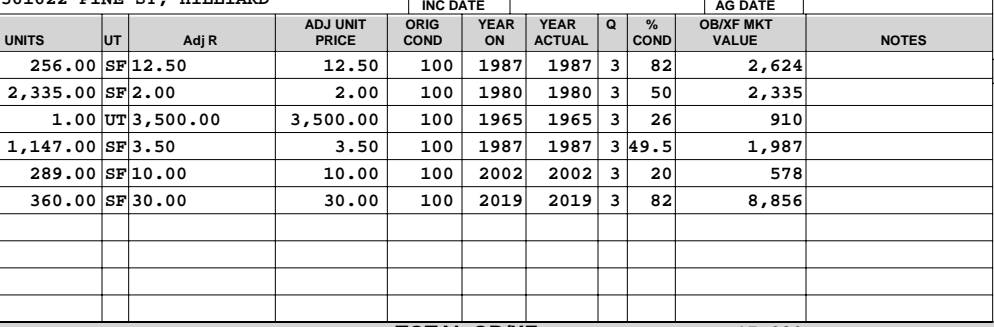 INC DATE AG DATE
UNITS UT Adj R ADJ UNIT PRICE ORIG COND YEAR ON YEAR ACTUAL Q % COND OB/XF MKT VALUE NOTES
256.00 SF 12.50 12.50 100 1987 1987 3 82 2,624
2,335.00 SF 2.00 2.00 100 1980 1980 3 50 2,335
1.00 UT 3,500.00 3,500.00 100 1965 1965 3 26 910
1,147.00 SF 3.50 3.50 100 1987 1987 3 49.5 1,987
289.00 SF 10.00 10.00 100 2002 2002 3 20 578
360.00 SF 30.00 30.00 100 2019 2019 3 82 8,856